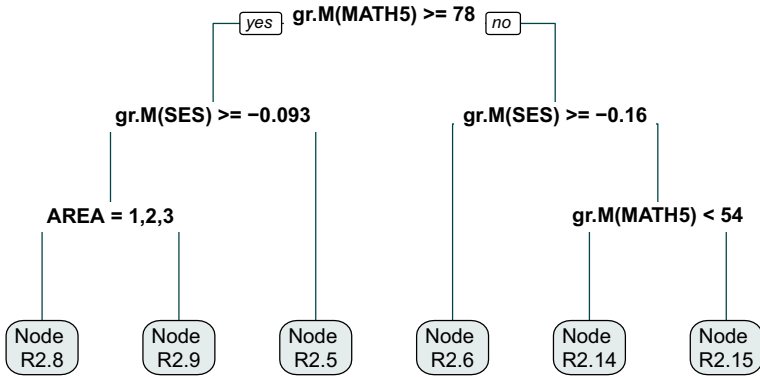 gr.M(MATH5) >= 78
yes
no
gr.M(SES) >= −0.093
gr.M(SES) >= −0.16
AREA = 1,2,3
gr.M(MATH5) < 54
Node
R2.8
Node
R2.9
Node
R2.5
Node
R2.6
Node
R2.14
Node
R2.15